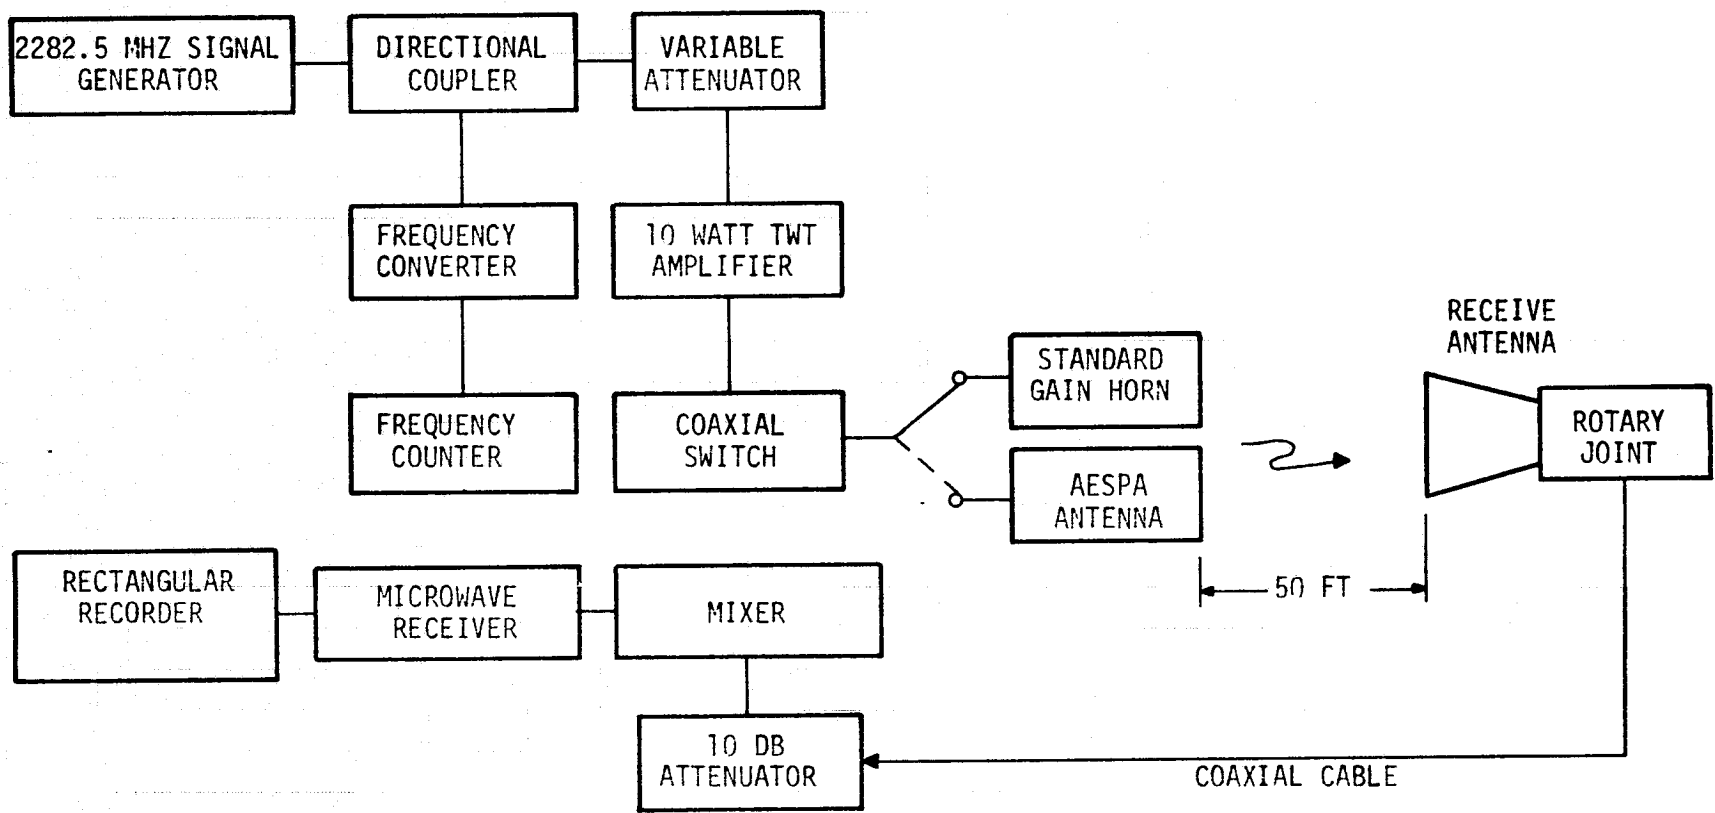 2282.5 MHZ SIGNAL
GENERATOR
DIRECTIONAL
COUPLER
VARIABLE
ATTENUATOR
FREQUENCY
CONVERTER
10 WATT TWT
AMPLIFIER
FREQUENCY
COUNTER
COAXIAL
SWITCH
STANDARD
GAIN HORN
AESPA
ANTENNA
RECEIVE
ANTENNA
ROTARY
JOINT
50 FT
RECTANGULAR
RECORDER
MICROWAVE
RECEIVER
MIXER
10 DB
ATTENUATOR
COAXIAL CABLE